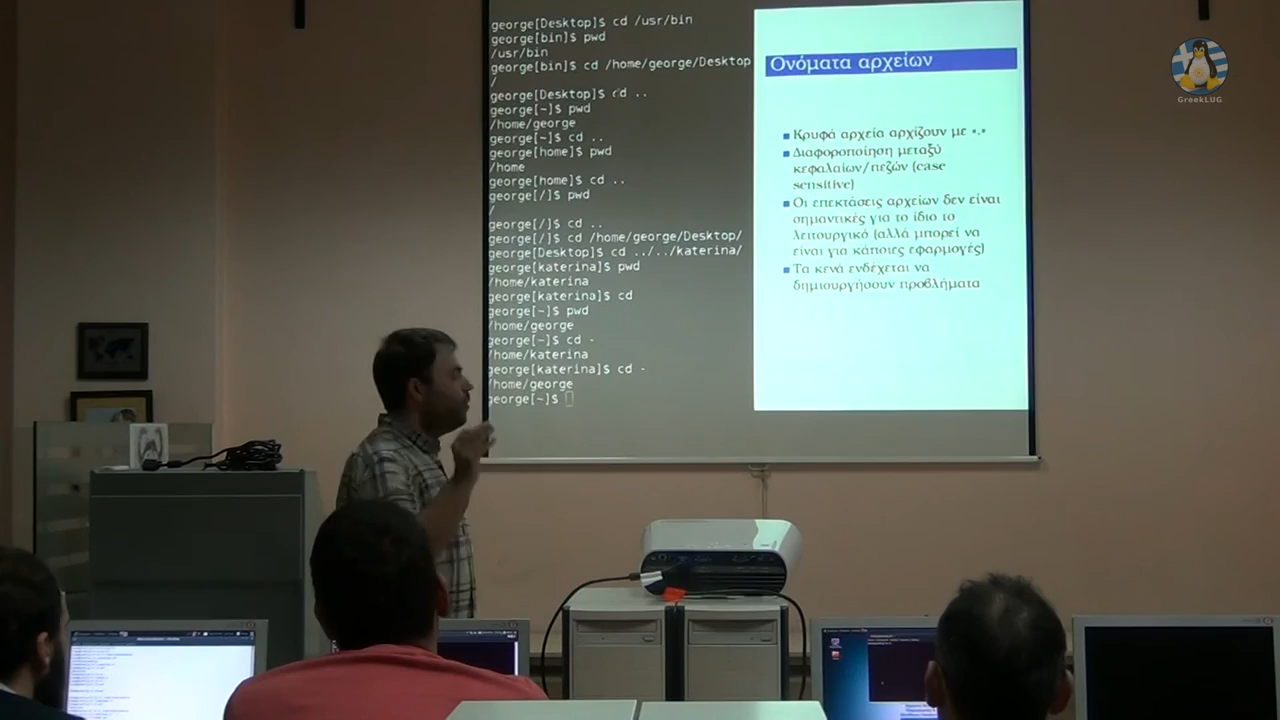 george[Desktop]$ cd /usr/bin
george[bin]$ pwd
/usr/bin
george[bin]$ cd /home/george/Desktop
/
george[Desktop]$ cd ..
george[~]$ pwd
/home/george
george[~]$ cd ..
george[home]$ pwd
/home
george[home]$ cd ..
george[/]$ pwd
/
george[/]$ cd ..
george[/]$ cd /home/george/Desktop/
george[Desktop]$ cd ../../katerina/
george[katerina]$ pwd
/home/katerina
george[katerina]$ cd
george[~]$ pwd
/home/george
george[~]$ cd -
/home/katerina
george[katerina]$ cd -
/home/george
george[~]$
Ονόματα αρχείων
Κρυφά αρχεία αρχίζουν με «.»
Διαφοροποίηση μεταξύ
κεφαλαίων/πεζών (case
sensitive)
Οι επεκτάσεις αρχείων δεν είναι
σημαντικές για το ίδιο το
λειτουργικό (αλλά μπορεί να
είναι για κάποιες εφαρμογές)
Τα κενά ενδέχεται να
δημιουργήσουν προβλήματα
GreekLUG